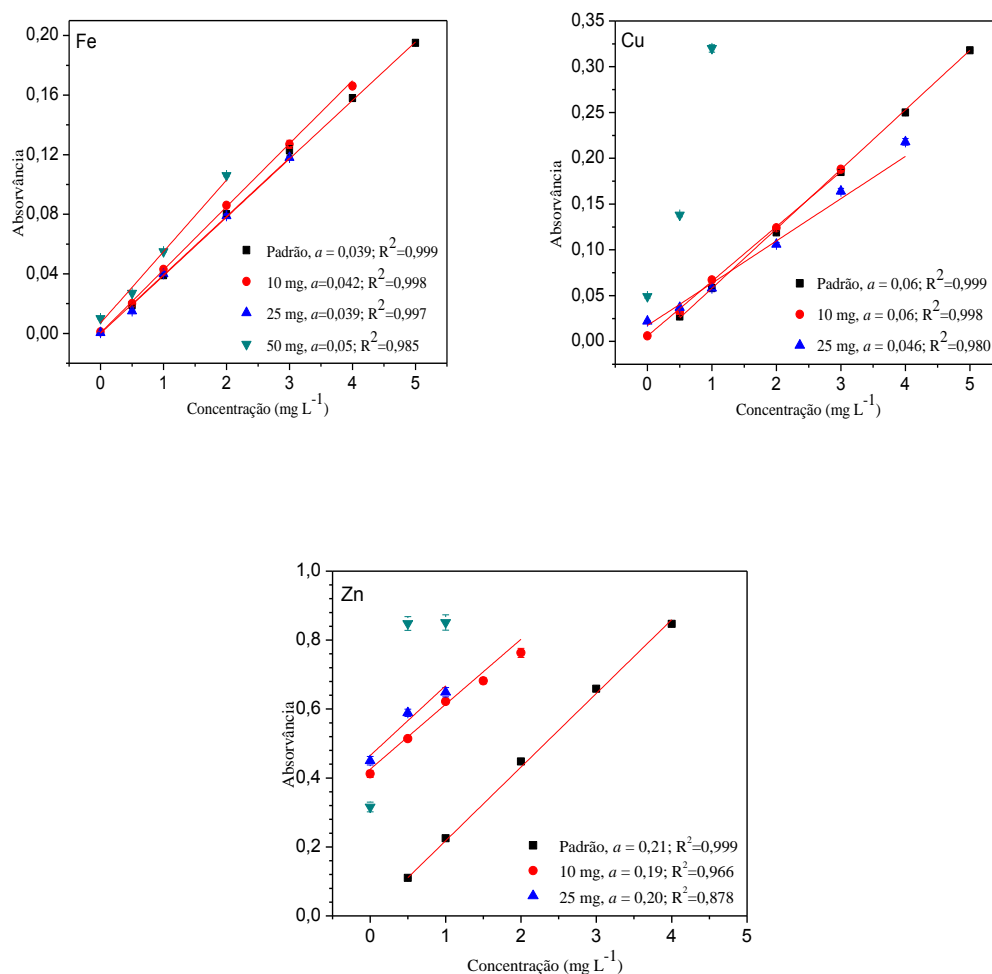 Fe
Absorvância
0,20
0,16
0,12
0,08
0,04
0,00
Padrão, a = 0,039; R²=0,999
10 mg, a=0,042; R²=0,998
25 mg, a=0,039; R²=0,997
50 mg, a=0,05; R²=0,985
0 1 2 3 4 5
Concentração (mg L⁻¹)
Cu
Absorvância
0,35
0,30
0,25
0,20
0,15
0,10
0,05
0,00
Padrão, a = 0,06; R²=0,999
10 mg, a = 0,06; R²=0,998
25 mg, a = 0,046; R²=0,980
0 1 2 3 4 5
Concentração (mg L⁻¹)
Zn
Absorvância
1,0
0,8
0,6
0,4
0,2
0,0
Padrão, a = 0,21; R²=0,999
10 mg, a = 0,19; R²=0,966
25 mg, a = 0,20; R²=0,878
0 1 2 3 4 5
Concentração (mg L⁻¹)